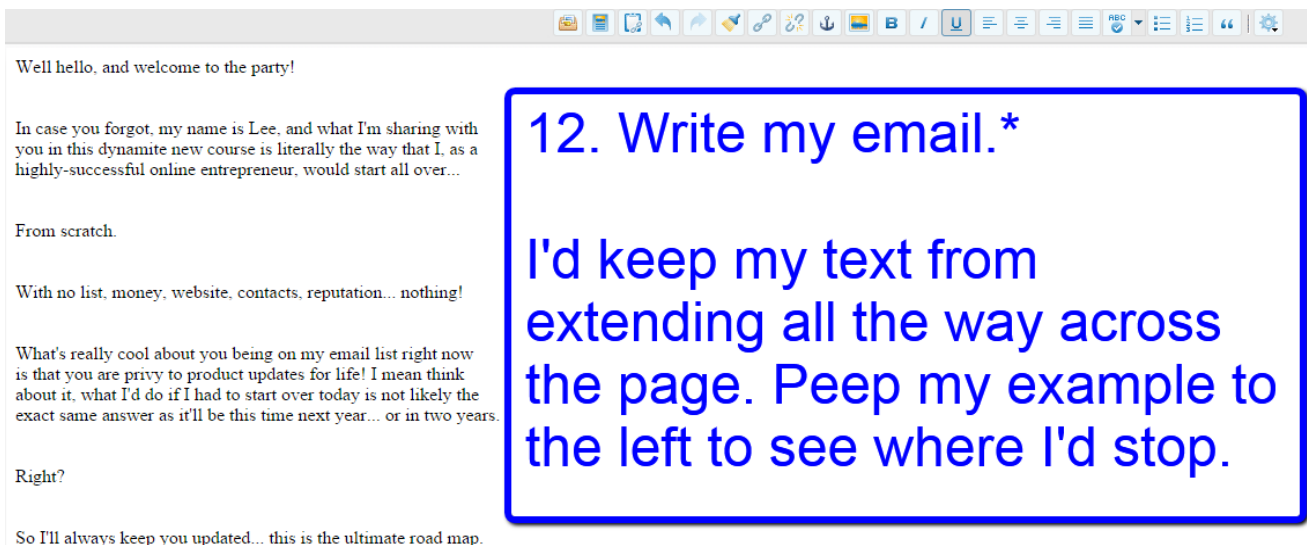 ABC
Well hello, and welcome to the party!
In case you forgot, my name is Lee, and what I'm sharing with
you in this dynamite new course is literally the way that I, as a
highly-successful online entrepreneur, would start all over...
From scratch.
With no list, money, website, contacts, reputation... nothing!
What's really cool about you being on my email list right now
is that you are privy to product updates for life! I mean think
about it, what I'd do if I had to start over today is not likely the
exact same answer as it'll be this time next year... or in two years.
Right?
So I'll always keep you updated... this is the ultimate road map.
12. Write my email.*
I'd keep my text from
extending all the way across
the page. Peep my example to
the left to see where I'd stop.